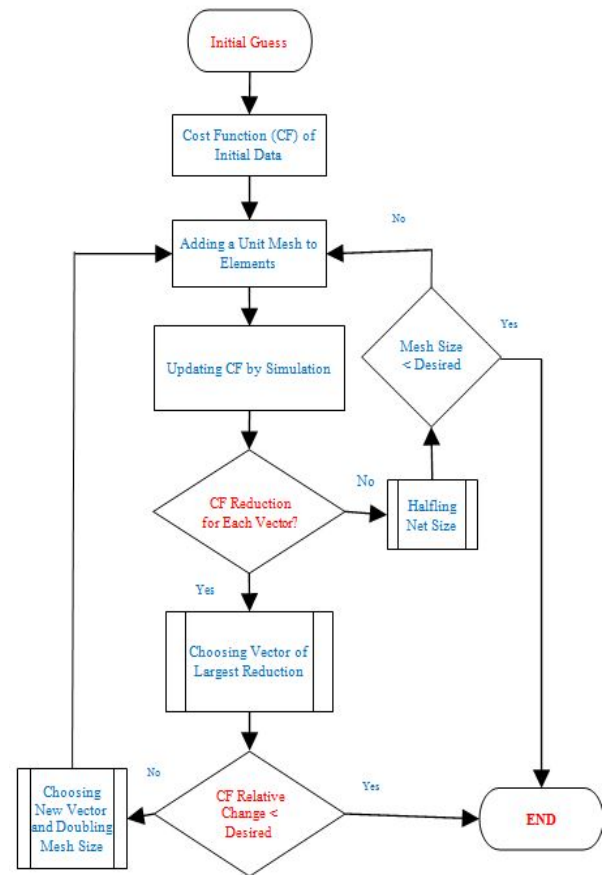 Initial Guess
Cost Function (CF) of
Initial Data
No
Adding a Unit Mesh to
Elements
Yes
Mesh Size
< Desired
Updating CF by Simulation
No
CF Reduction
for Each Vector?
Halfling
Net Size
Yes
Choosing Vector of
Largest Reduction
No
Yes
Choosing
New Vector
and Doubling
Mesh Size
CF Relative
Change <
Desired
END